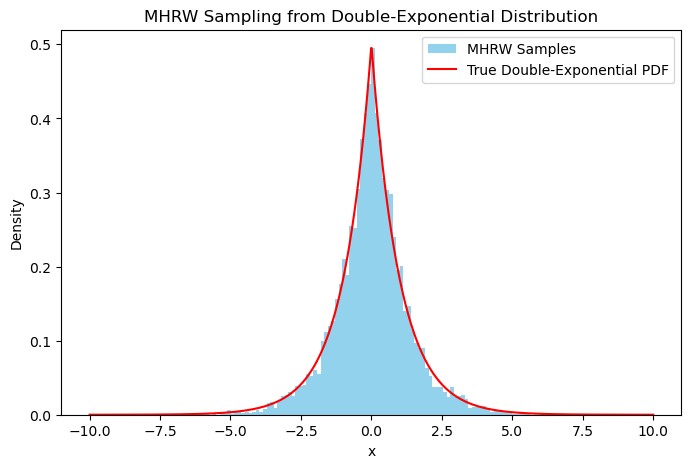 MHRW Sampling from Double-Exponential Distribution
MHRW Samples
True Double-Exponential PDF
0.5
0.4
0.3
0.2
0.1
0.0
Density
−10.0 −7.5 −5.0 −2.5 0.0 2.5 5.0 7.5 10.0
x